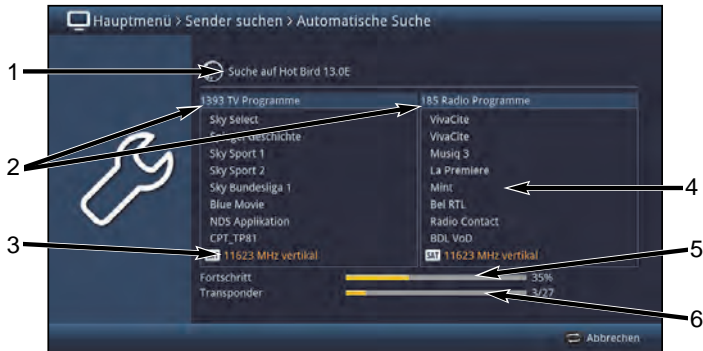 Hauptmenü > Sender suchen > Automatische Suche
1
Suche auf Hot Bird 13.0E
2
1393 TV Programme
185 Radio Programme
Sky Select
VivaCite
Spiegel Geschichte
VivaCite
Sky Sport 1
Musiq 3
Sky Sport 2
La Premiere
Sky Bundesliga 1
Mint
4
Blue Movie
Bel RTL
NDS Applikation
Radio Contact
CPT_TP81
BDL VoD
3
SAT 11623 MHz vertikal
SAT 11623 MHz vertikal
5
Fortschritt
35%
Transponder
3/27
6
Abbrechen